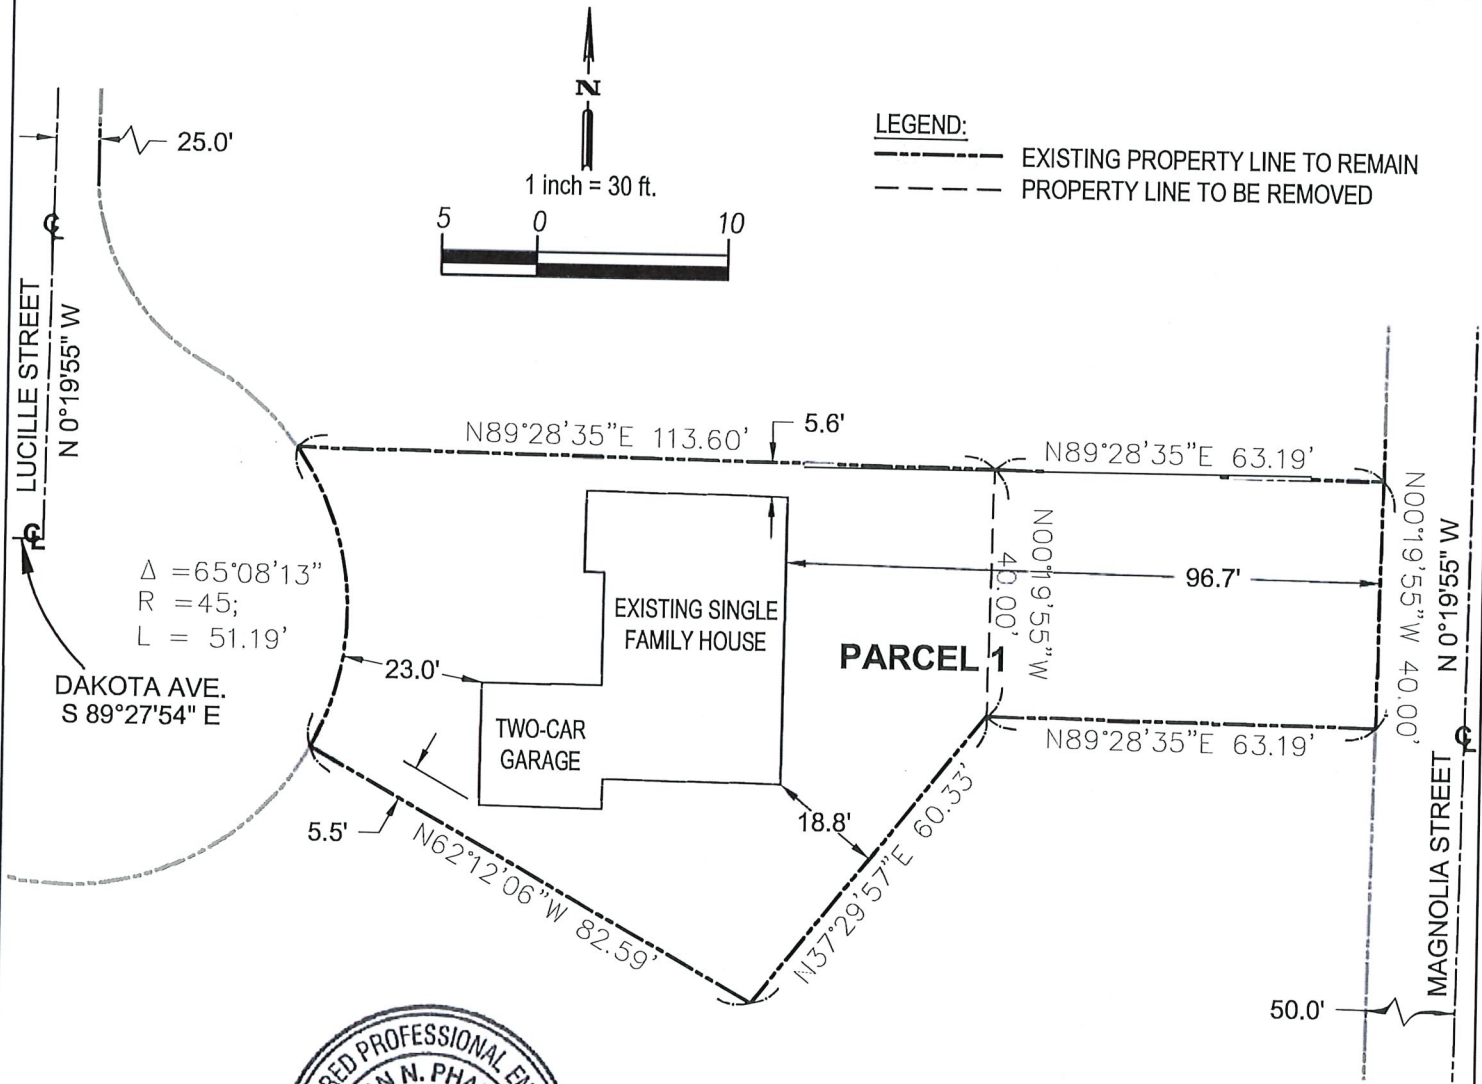 N
1 inch = 30 ft.
5 0 10
LEGEND:
EXISTING PROPERTY LINE TO REMAIN
PROPERTY LINE TO BE REMOVED
25.0'
LUCILLE STREET
N 0°19'55" W
N89°28'35"E 113.60'
5.6'
N89°28'35"E 63.19'
Δ =65°08'13"
R =45;
L = 51.19'
DAKOTA AVE.
S 89°27'54" E
23.0'
EXISTING SINGLE
FAMILY HOUSE
TWO-CAR
GARAGE
N00°19'55"W
40.00'
96.7'
PARCEL 1
N00°19'55"W 40.00'
N 0°19'55" W
N89°28'35"E 63.19'
5.5'
N62°12'06"W 82.59'
18.8'
N37°29'57"E 60.33'
MAGNOLIA STREET
50.0'
PROFESSIONAL
N.